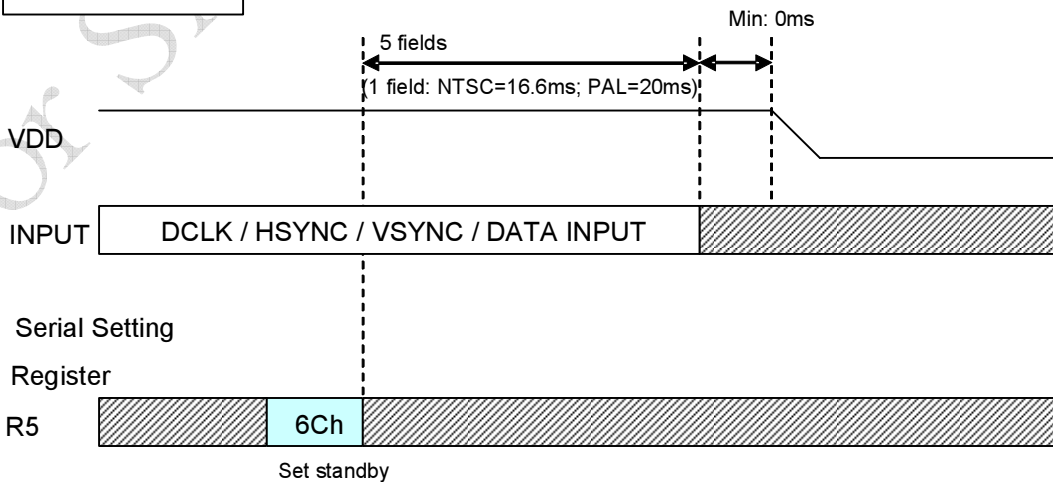 Min: 0ms
5 fields
(1 field: NTSC=16.6ms; PAL=20ms)
VDD
INPUT DCLK / HSYNC / VSYNC / DATA INPUT
Serial Setting
Register
R5 6Ch
Set standby